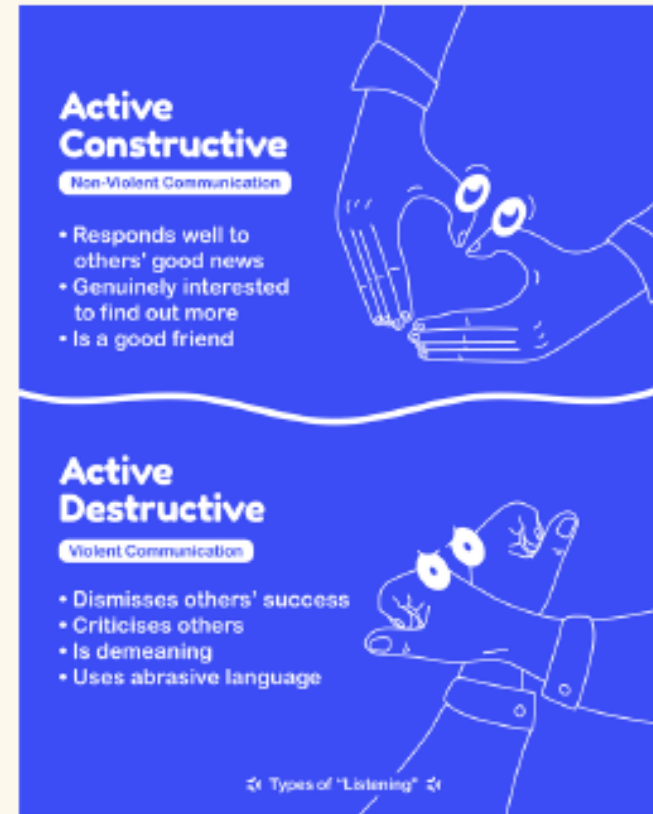 Active
Constructive
Non-Violent Communication
• Responds well to
others' good news
• Genuinely interested
to find out more
• Is a good friend
Active
Destructive
Violent Communication
• Dismisses others' success
• Criticises others
• Is demeaning
• Uses abrasive language
Types of "Listening"